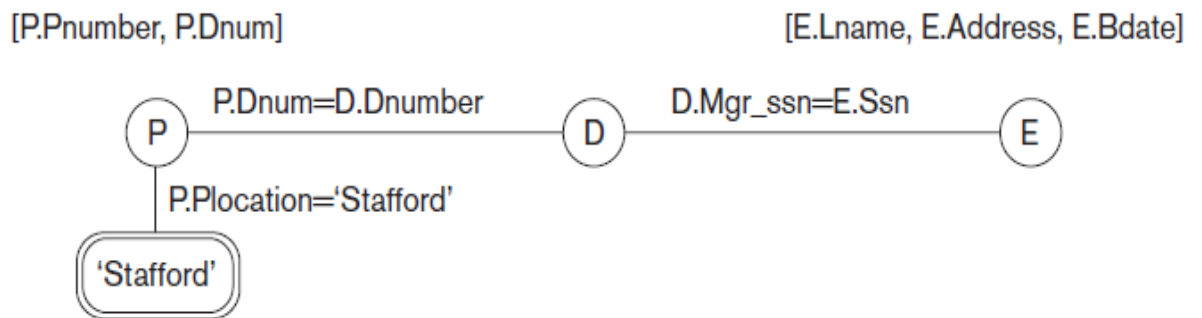 [P.Pnumber, P.Dnum]
[E.Lname, E.Address, E.Bdate]
P.Dnum=D.Dnumber
D.Mgr_ssn=E.Ssn
P
D
E
P.Plocation=‘Stafford’
‘Stafford’